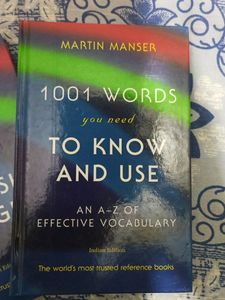 MARTIN MANSER
1001 WORDS
you need
TO KNOW
AND USE
AN A-Z OF
EFFECTIVE VOCABULARY
Indian Edition
The world's most trusted reference books